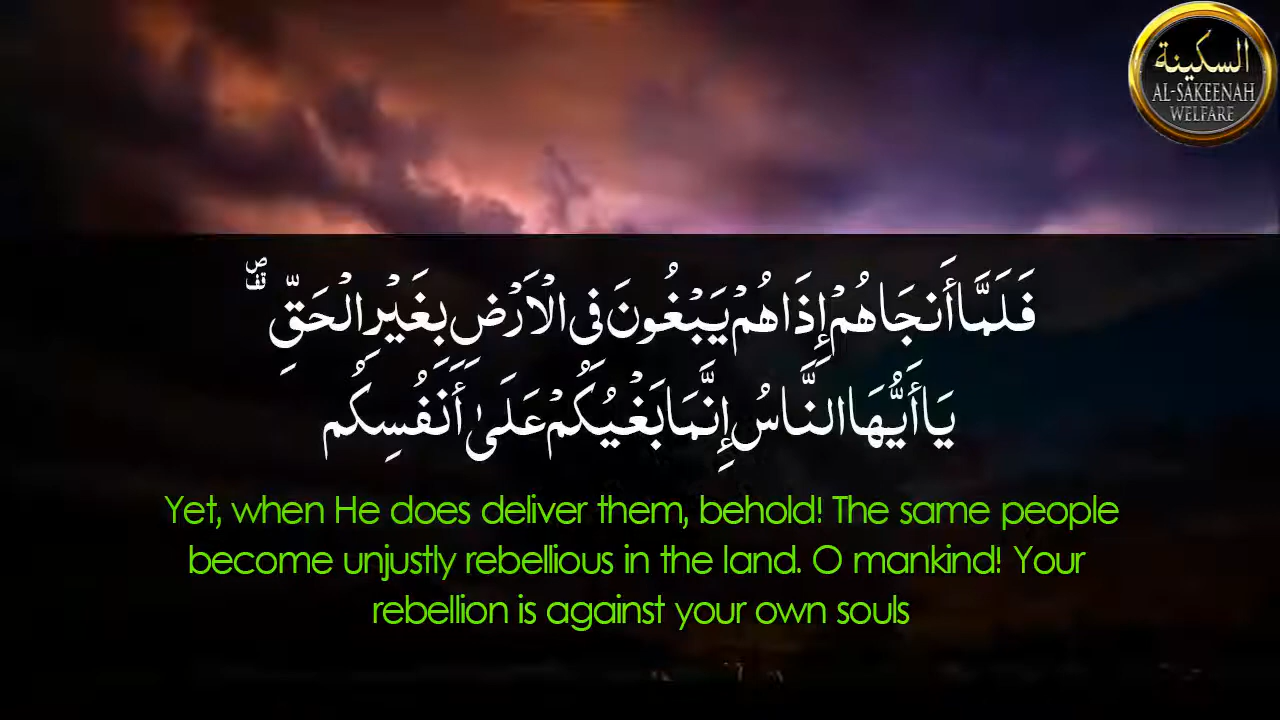 السكينة
AL-SAKEENAH
WELFARE
فَلَمَّا أَنجَاهُمْ إِذَا هُمْ يَبْغُونَ فِي الْأَرْضِ بِغَيْرِ الْحَقِّ ۗ
يَا أَيُّهَا النَّاسُ إِنَّمَا بَغْيُكُمْ عَلَىٰ أَنفُسِكُم
Yet, when He does deliver them, behold! The same people
become unjustly rebellious in the land. O mankind! Your
rebellion is against your own souls